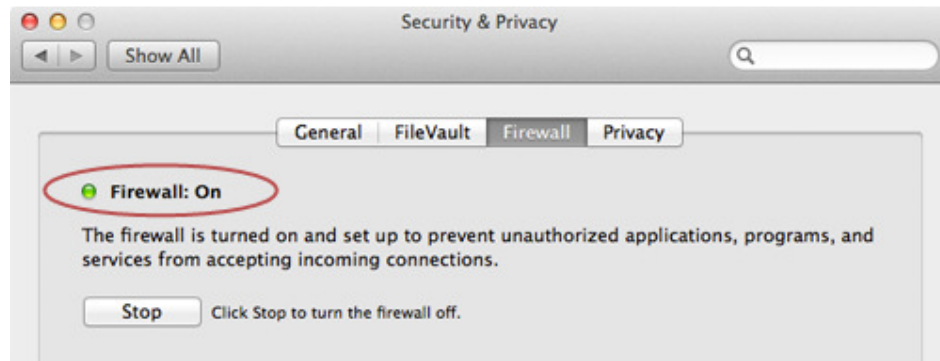 Security & Privacy
Show All
General FileVault Firewall Privacy
Firewall: On
The firewall is turned on and set up to prevent unauthorized applications, programs, and
services from accepting incoming connections.
Stop Click Stop to turn the firewall off.